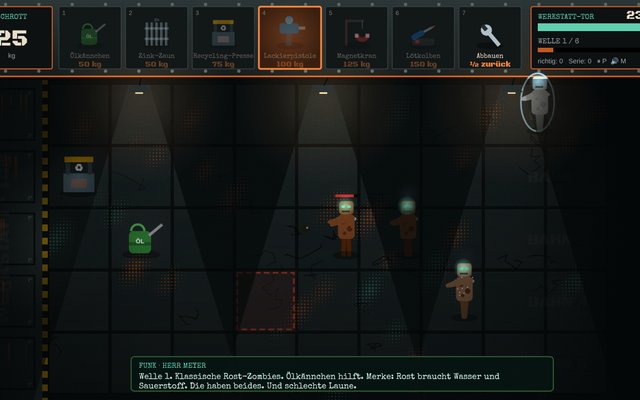 SCHROTT
25
kg
1
Ölkännchen
50 kg
2
Zink-Zaun
50 kg
3
Recycling-Presse
75 kg
4
Lackierpistole
100 kg
5
Magnetkran
125 kg
6
Lötkolben
150 kg
7
Abbauen
½ zurück
WERKSTATT-TOR
23
WELLE 1 / 6
richtig: 0 Serie: 0 ⏸ P 🔊 M
ÖL
FUNK · HERR MEYER
Welle 1. Klassische Rost-Zombies. Ölkännchen hilft. Merke: Rost braucht Wasser und
Sauerstoff. Die haben beides. Und schlechte Laune.